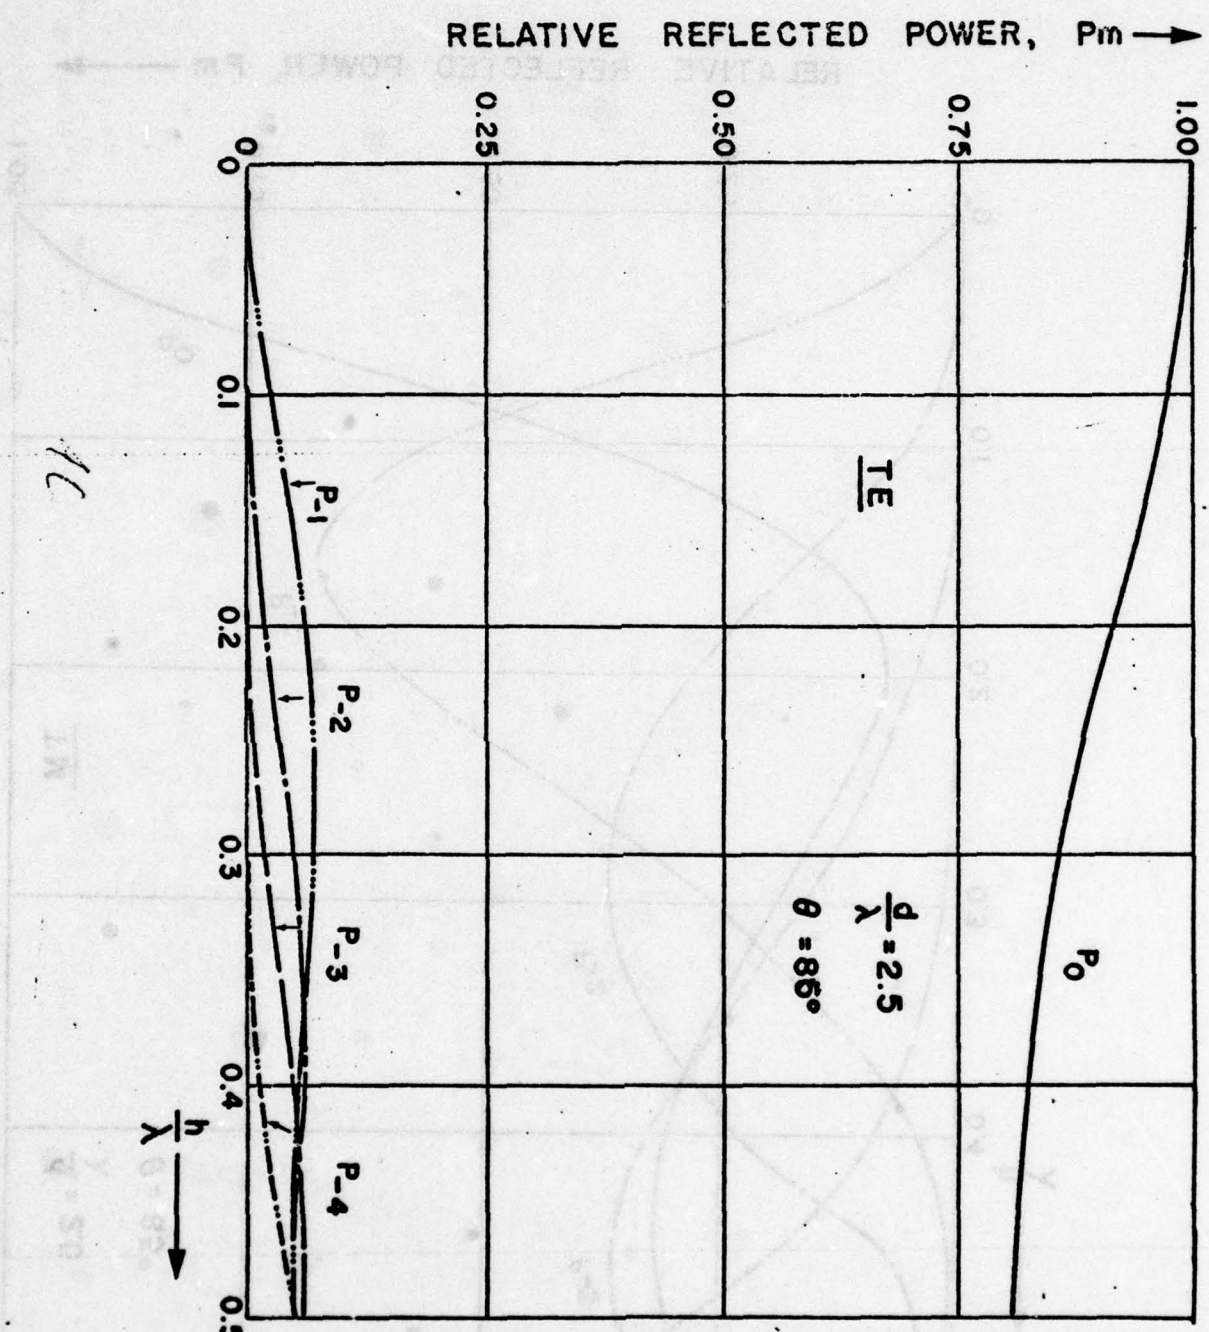 RELATIVE REFLECTED POWER, Pm →
1.00
0.75
0.50
0.25
0
0
0.1
0.2
0.3
0.4
P₀
TE
d/λ = 2.5
P-1
P-2
P-3
P-4
h/λ →